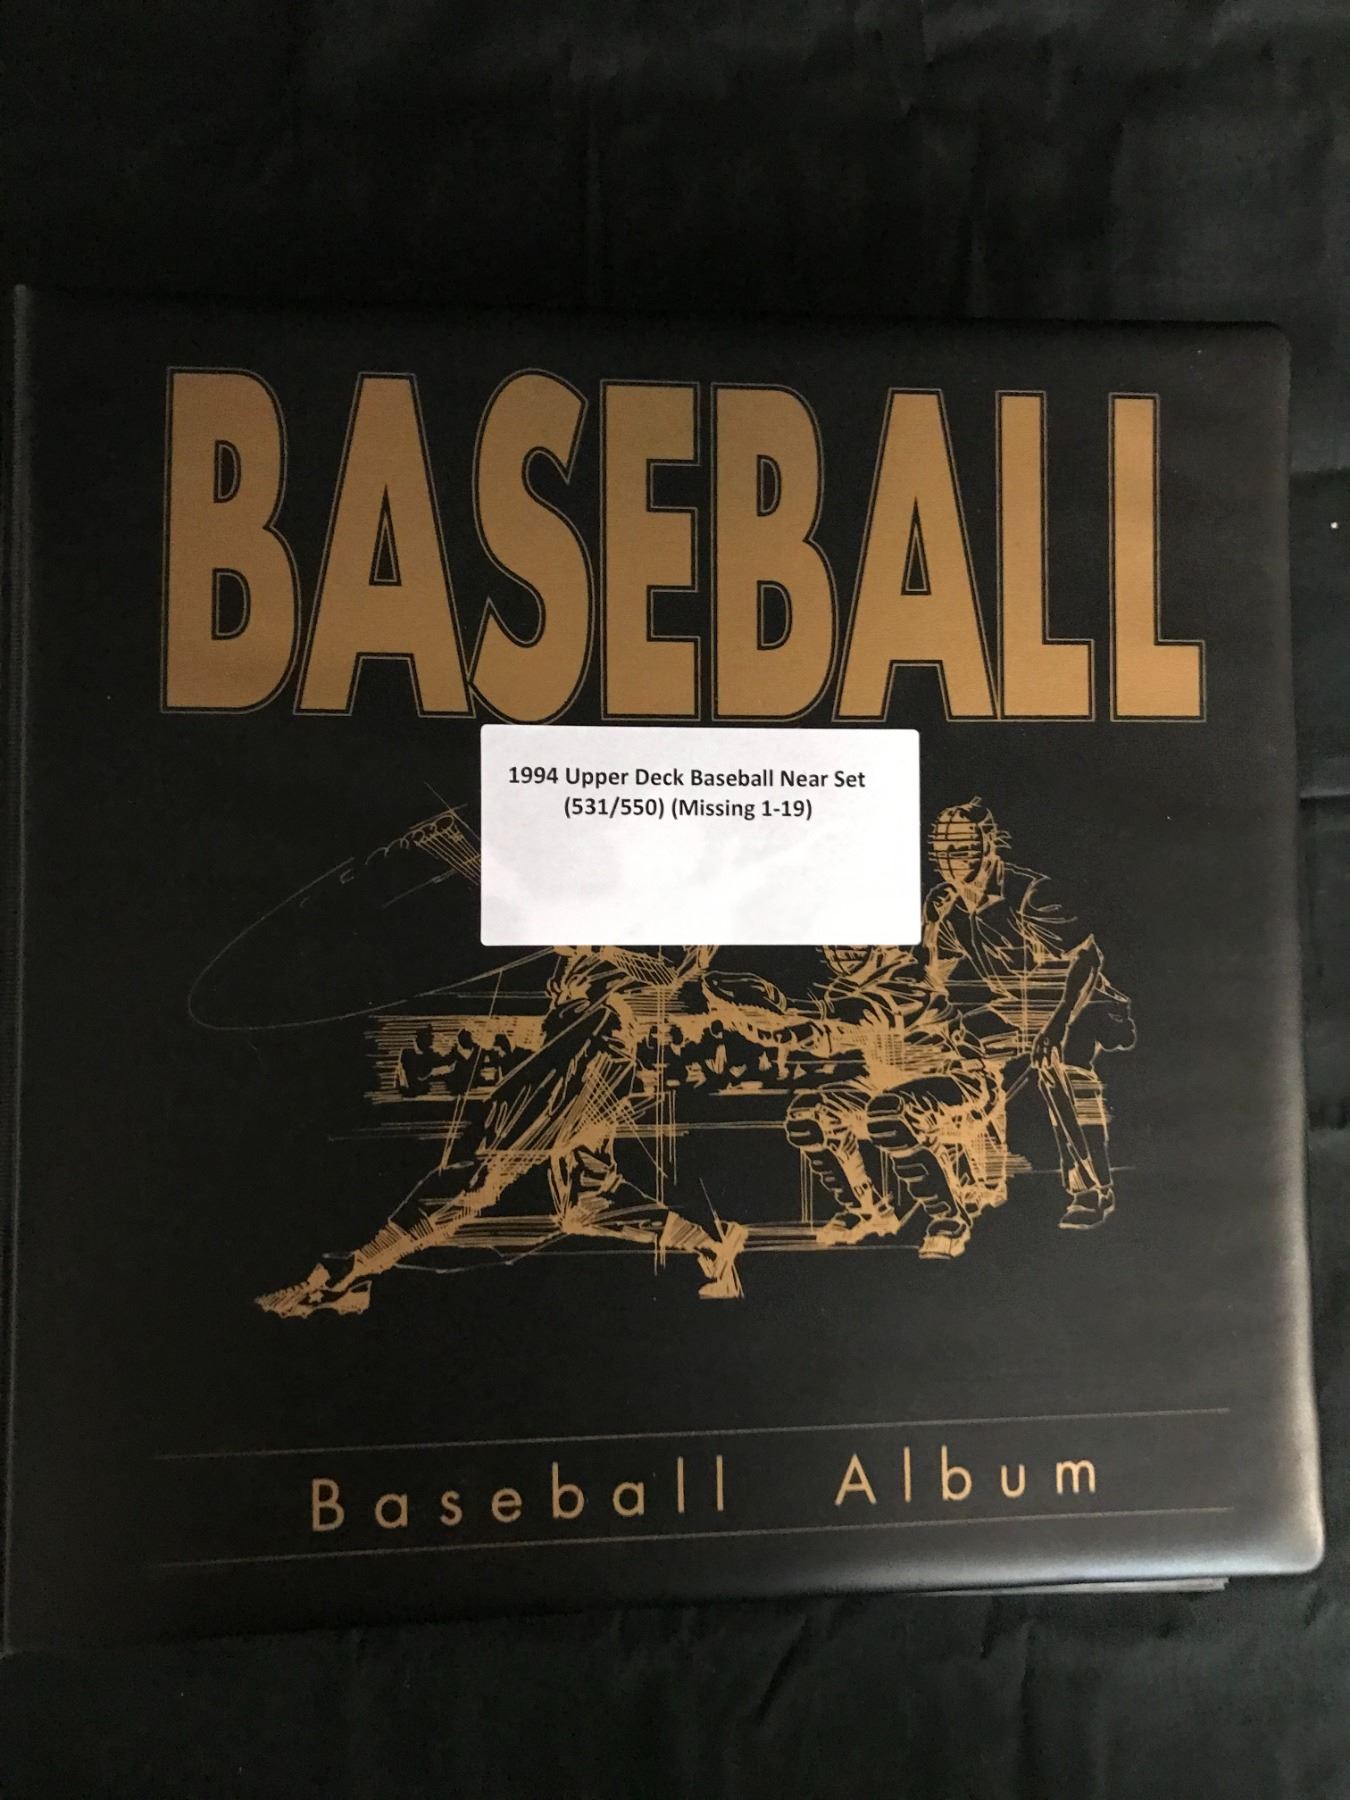 BASEBALL
1994 Upper Deck Baseball Near Set
(531/550) (Missing 1-19)
Baseball Album